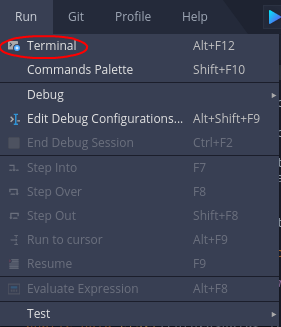 Run Git Profile Help
Terminal Alt+F12
Commands Palette Shift+F10
Debug
Edit Debug Configurations... Alt+Shift+F9
End Debug Session Ctrl+F2
Step Into F7
Step Over F8
Step Out Shift+F8
Run to cursor Alt+F9
Resume F9
Evaluate Expression Alt+F8
Test